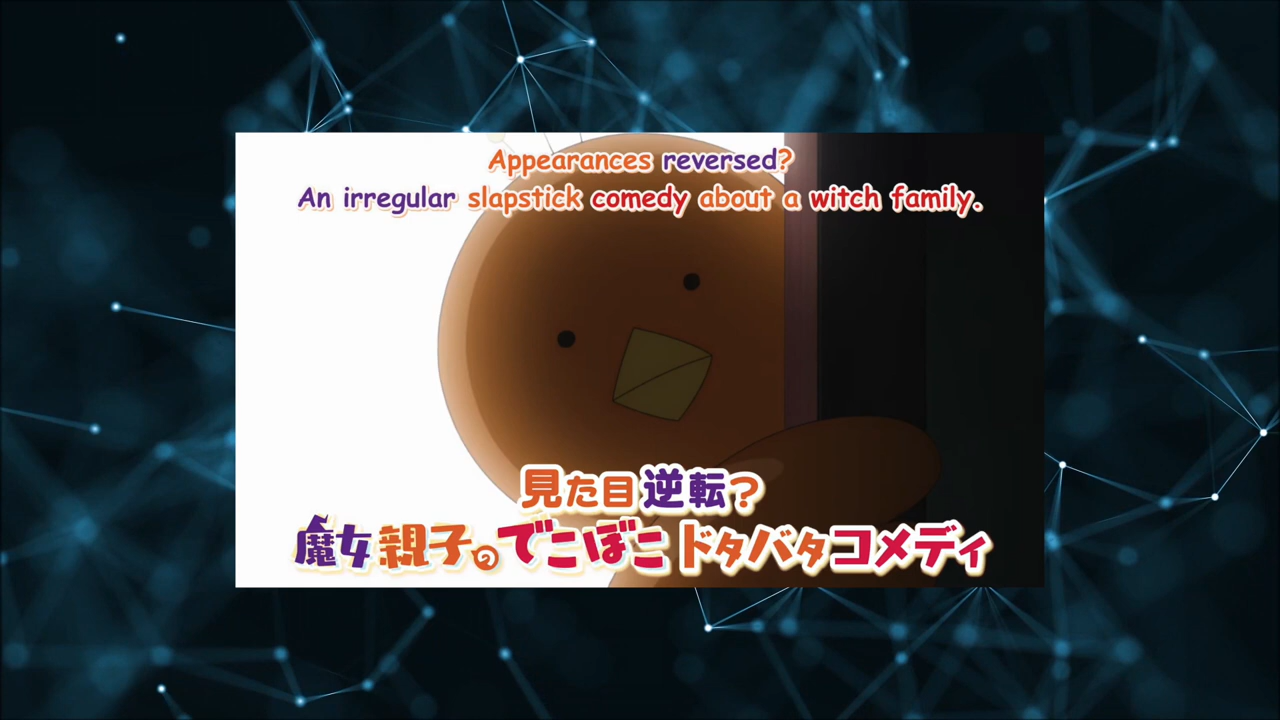 Appearances reversed?
An irregular slapstick comedy about a witch family.
見た目逆転?
魔女親子のでこぼこドタバタコメディ